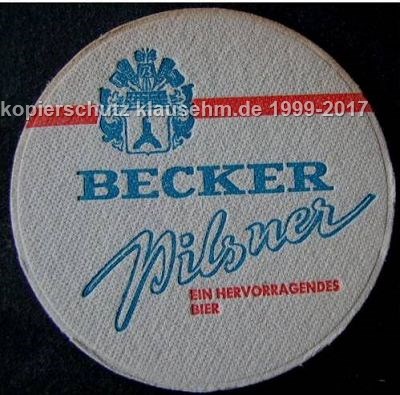 kopierschutz klausehm.de 1999-2017
BECKER
Pilsner
EIN HERVORRAGENDES
BIER